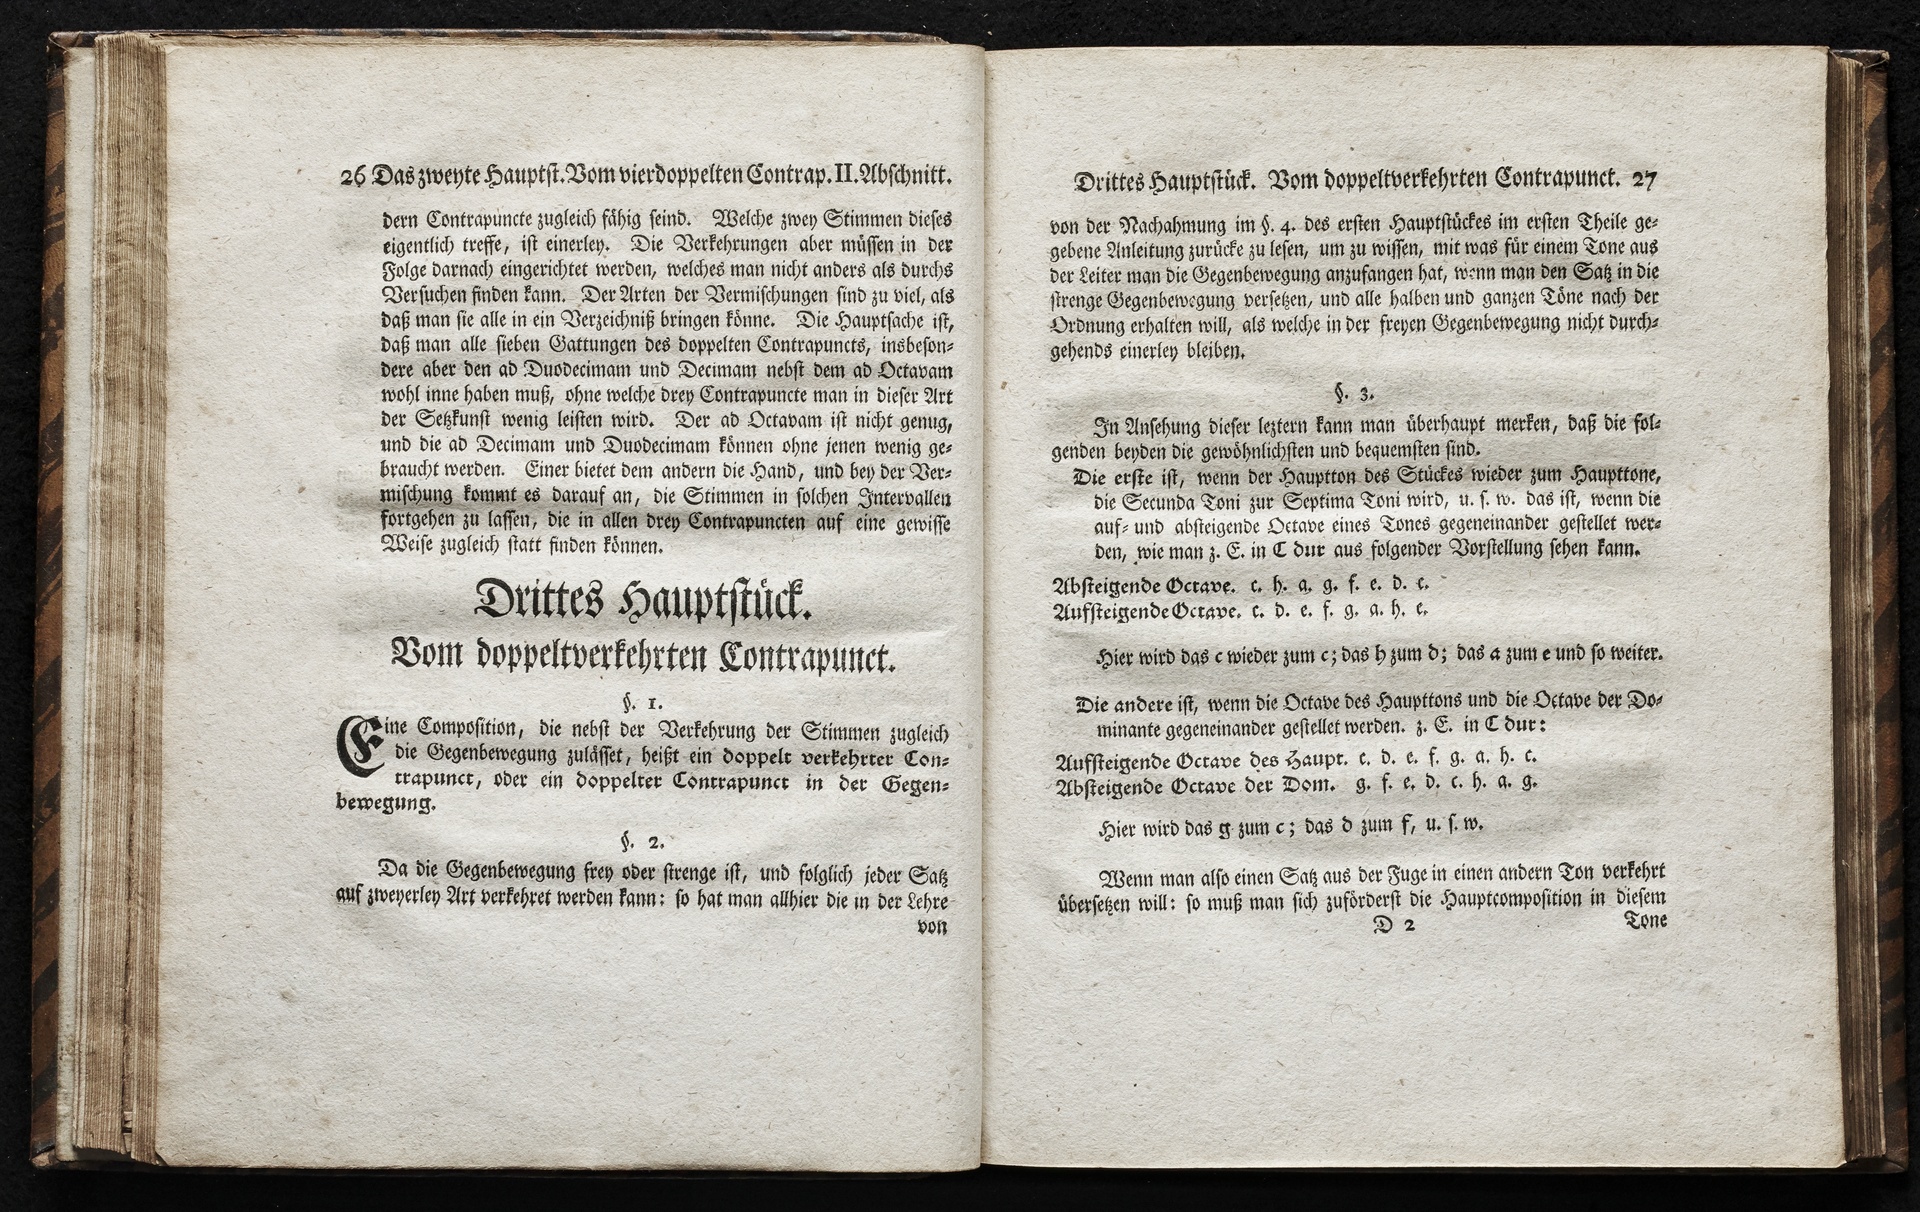 26 Das zweyte Hauptst. Vom vierdoppelten Contrap. II. Abschnitt.
dern Contrapuncte zugleich fähig seind. Welche zwey Stimmen dieses
eigentlich treffe, ist einerley. Die Verkehrungen aber müssen in der
Folge darnach eingerichtet werden, welches man nicht anders als durchs
Versuchen finden kann. Der Arten der Vermischungen sind zu viel, als
daß man sie alle in ein Verzeichniß bringen könne. Die Hauptsache ist,
daß man alle sieben Gattungen des doppelten Contrapuncts, insbeson-
dere aber den ad Duodecimam und Decimam nebst dem ad Octavam
wohl inne haben muß, ohne welche drey Contrapuncte man in dieser Art
der Setzkunst wenig leisten wird. Der ad Octavam ist nicht genug,
und die ad Decimam und Duodecimam können ohne jenen wenig ge-
braucht werden. Einer bietet dem andern die Hand, und bey der Ver-
mischung kommt es darauf an, die Stimmen in solchen Intervallen
fortgehen zu lassen, die in allen drey Contrapuncten auf eine gewisse
Weise zugleich statt finden können.
Drittes Hauptstück.
Vom doppeltverkehrten Contrapunct.
§. 1.
Eine Composition, die nebst der Verkehrung der Stimmen zugleich
die Gegenbewegung zulässet, heißt ein doppelt verkehrter Con-
trapunct, oder ein doppelter Contrapunct in der Gegen-
bewegung.
§. 2.
Da die Gegenbewegung frey oder strenge ist, und folglich jeder Satz
auf zweyerley Art verkehret werden kann: so hat man allhier die in der Lehre
von
Drittes Hauptstück. Vom doppeltverkehrten Contrapunct. 27
von der Nachahmung im §. 4. des ersten Hauptstückes im ersten Theile ge-
gebene Anleitung zurücke zu lesen, um zu wissen, mit was für einem Tone aus
der Leiter man die Gegenbewegung anzufangen hat, wenn man den Satz in die
strenge Gegenbewegung versetzen, und alle halben und ganzen Töne nach der
Ordnung erhalten will, als welche in der freyen Gegenbewegung nicht durch-
gehends einerley bleiben.
§. 3.
In Ansehung dieser leztern kann man überhaupt merken, daß die fol-
genden beyden die gewöhnlichsten und bequemsten sind.
Die erste ist, wenn der Hauptton des Stückes wieder zum Haupttone,
die Secunda Toni zur Septima Toni wird, u. s. w. das ist, wenn die
auf- und absteigende Octave eines Tones gegeneinander gestellet wer-
den, wie man z. E. in C dur aus folgender Vorstellung sehen kann.
Absteigende Octave. c. h. a. g. f. e. d. c.
Aufsteigende Octave. c. d. e. f. g. a. h. c.
Hier wird das c wieder zum c; das h zum d; das a zum e und so weiter.
Die andere ist, wenn die Octave des Haupttons und die Octave der Do-
minante gegeneinander gestellet werden. z. E. in C dur:
Aufsteigende Octave des Haupt. c. d. e. f. g. a. h. c.
Absteigende Octave der Dom. g. f. e. d. c. h. a. g.
Hier wird das g zum c; das d zum f, u. s. w.
Wenn man also einen Satz aus der Fuge in einen andern Ton verkehrt
übersetzen will: so muß man sich zuförderst die Hauptcomposition in diesem
D 2 Tone